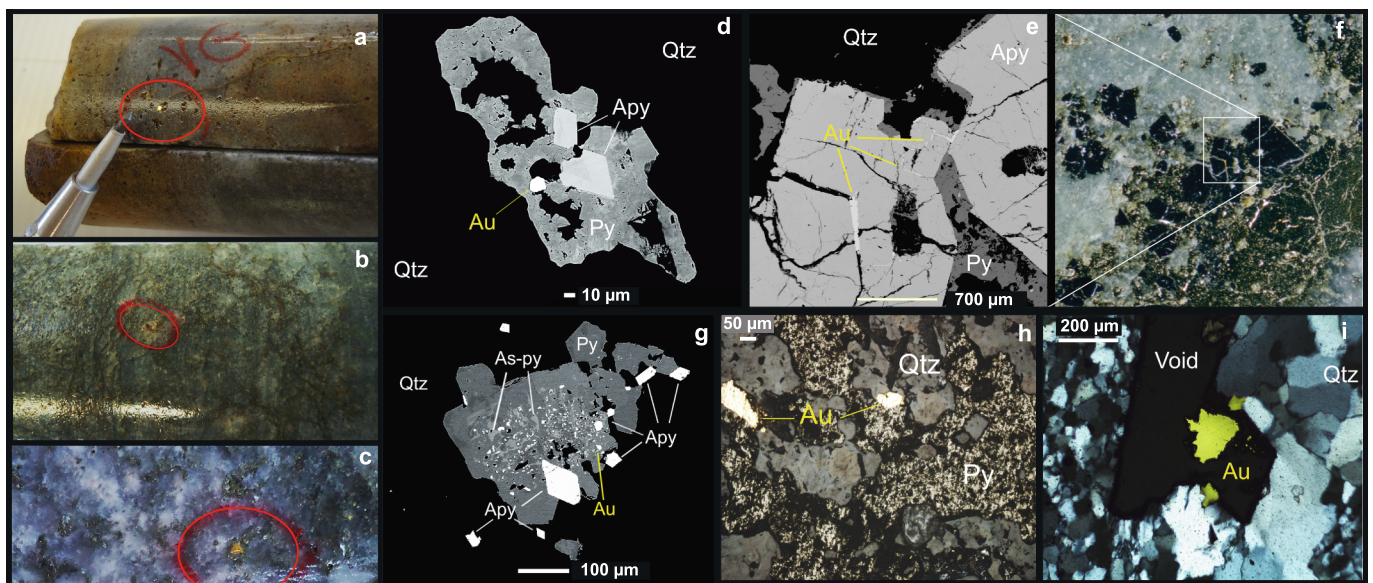 a
VG
b
c
d
Qtz
Apy
Au
Py
Qtz
10 µm
e
Qtz
Apy
Au
Py
700 µm
f
g
Py
As-py
Qtz
Apy
Apy
Au
100 µm
50 µm
h
Qtz
Au
Py
200 µm
i
Void
Qtz
Au